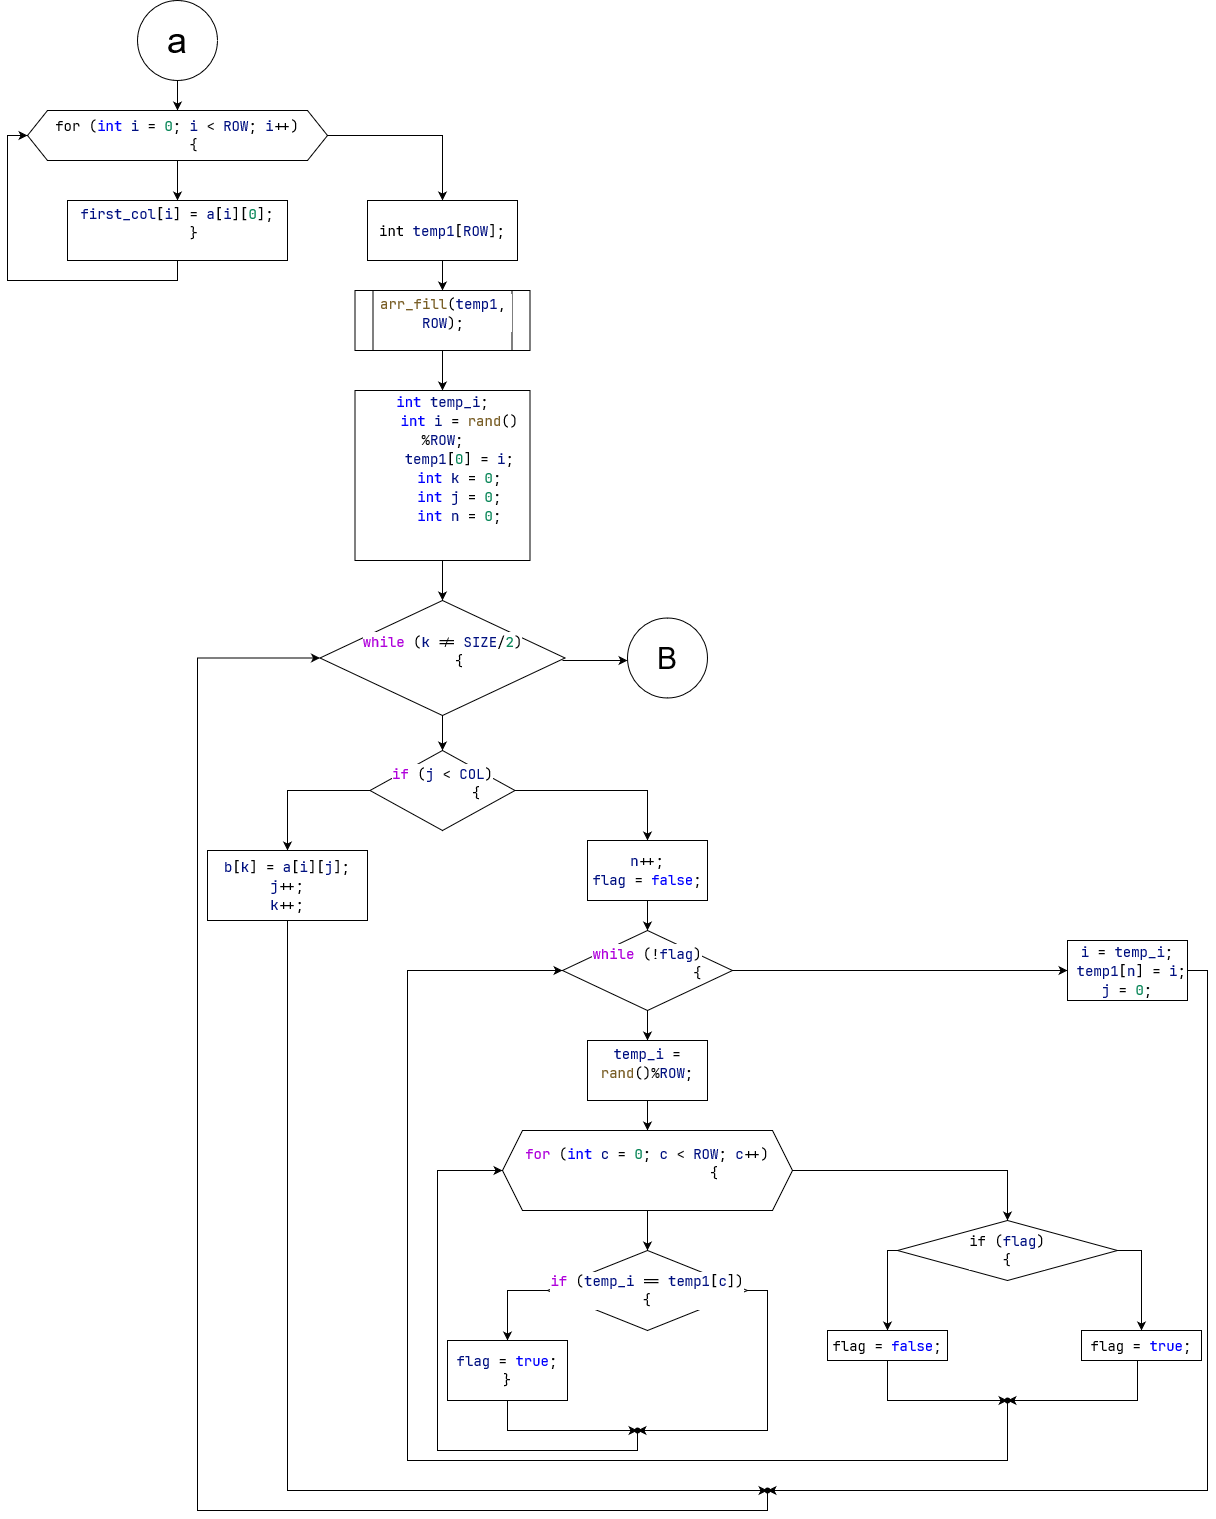 a
for (int i = 0; i < ROW; i++)
{
first_col[i] = a[i][0];
}
int temp1[ROW];
arr_fill(temp1,
ROW);
int temp_i;
int i = rand()
%ROW;
temp1[0] = i;
int k = 0;
int j = 0;
int n = 0;
while (k != SIZE/2)
{
B
if (j < COL)
{
b[k] = a[i][j];
j++;
k++;
n++;
flag = false;
while (!flag)
{
i = temp_i;
temp1[n] = i;
j = 0;
temp_i =
rand()%ROW;
for (int c = 0; c < ROW; c++)
{
if (flag)
{
if (temp_i == temp1[c])
{
flag = false;
flag = true;
flag = true;
}